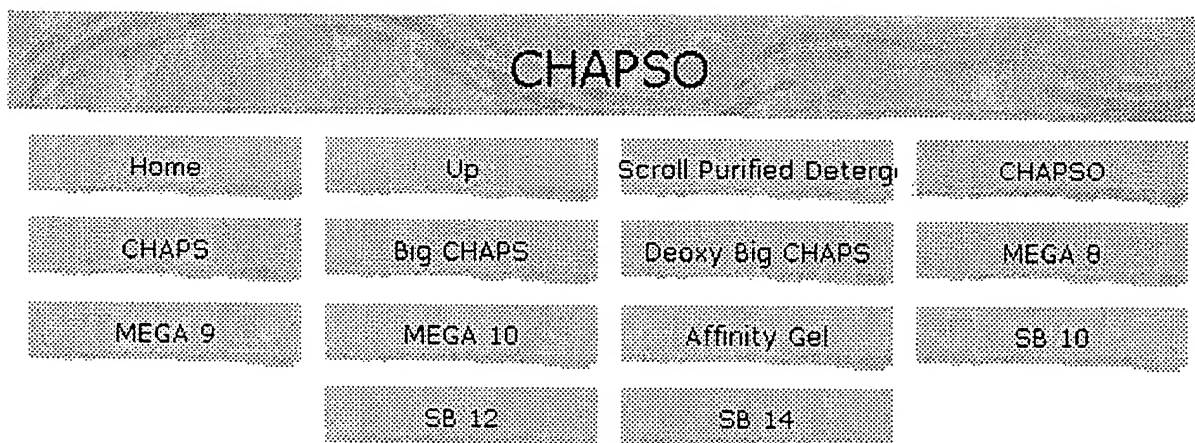 CHAPSO
Home Up Scroll Purified Deterg CHAPSO
CHAPS Big CHAPS Deoxy Big CHAPS MEGA 8
MEGA 9 MEGA 10 Affinity Gel SB 10
SB 12 SB 14